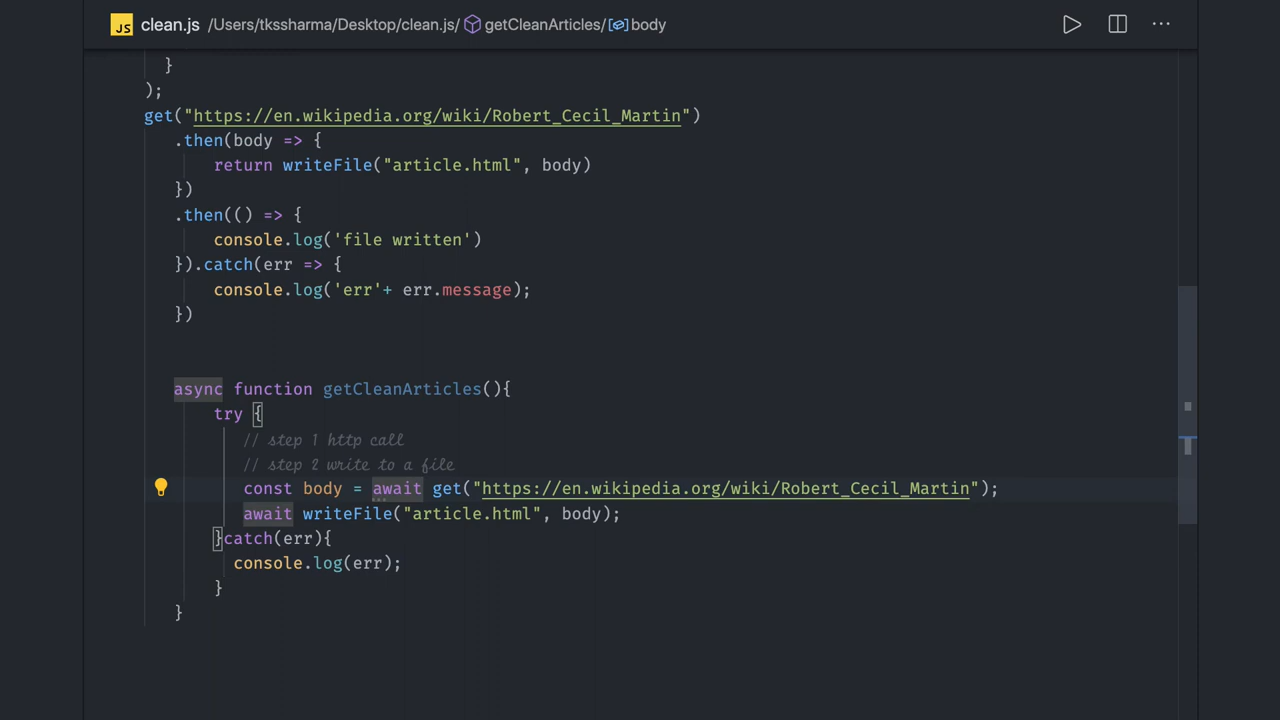 JS clean.js /Users/tkssharma/Desktop/clean.js/ getCleanArticles/ body
}
);
get("https://en.wikipedia.org/wiki/Robert_Cecil_Martin")
.then(body => {
return writeFile("article.html", body)
})
.then(() => {
console.log('file written')
}).catch(err => {
console.log('err'+ err.message);
})
async function getCleanArticles(){
try {
// step 1 http call
// step 2 write to a file
const body = await get("https://en.wikipedia.org/wiki/Robert_Cecil_Martin");
await writeFile("article.html", body);
}catch(err){
console.log(err);
}
}